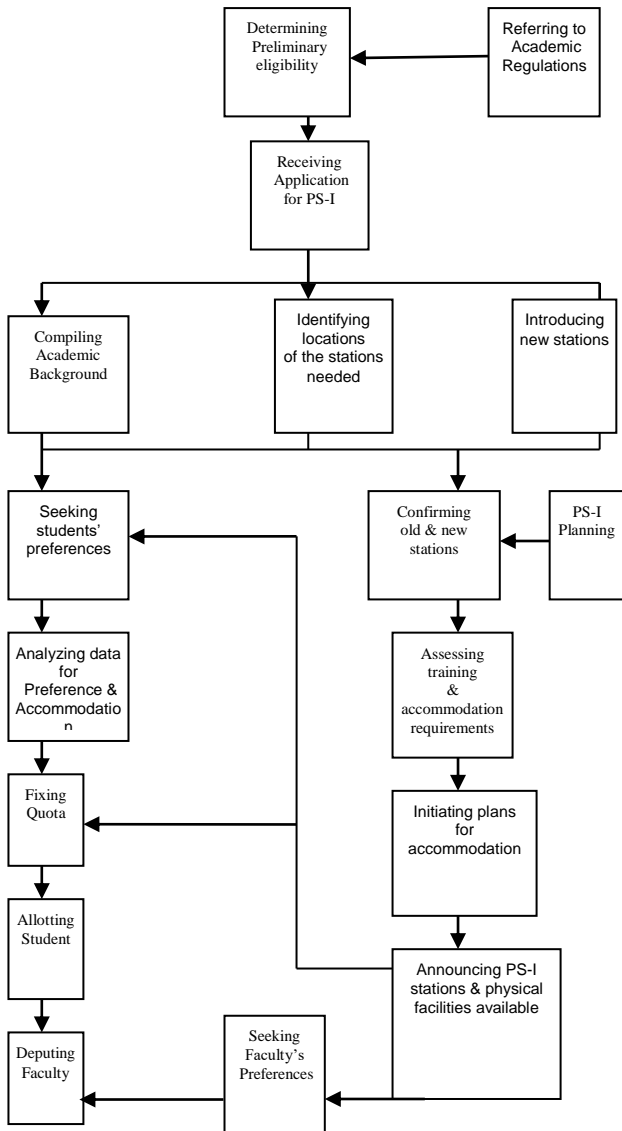 Determining
Preliminary
eligibility
Referring to
Academic
Regulations
Receiving
Application
for PS-I
Compiling
Academic
Background
Identifying
locations
of the stations
needed
Introducing
new stations
Seeking
students’
preferences
Confirming
old & new
stations
PS-I
Planning
Analyzing data
for
Preference &
Accommodatio
n
Assessing
training
&
accommodation
requirements
Fixing
Quota
Initiating plans
for
accommodation
Allotting
Student
Announcing PS-I
stations & physical
facilities available
Deputing
Faculty
Seeking
Faculty’s
Preferences